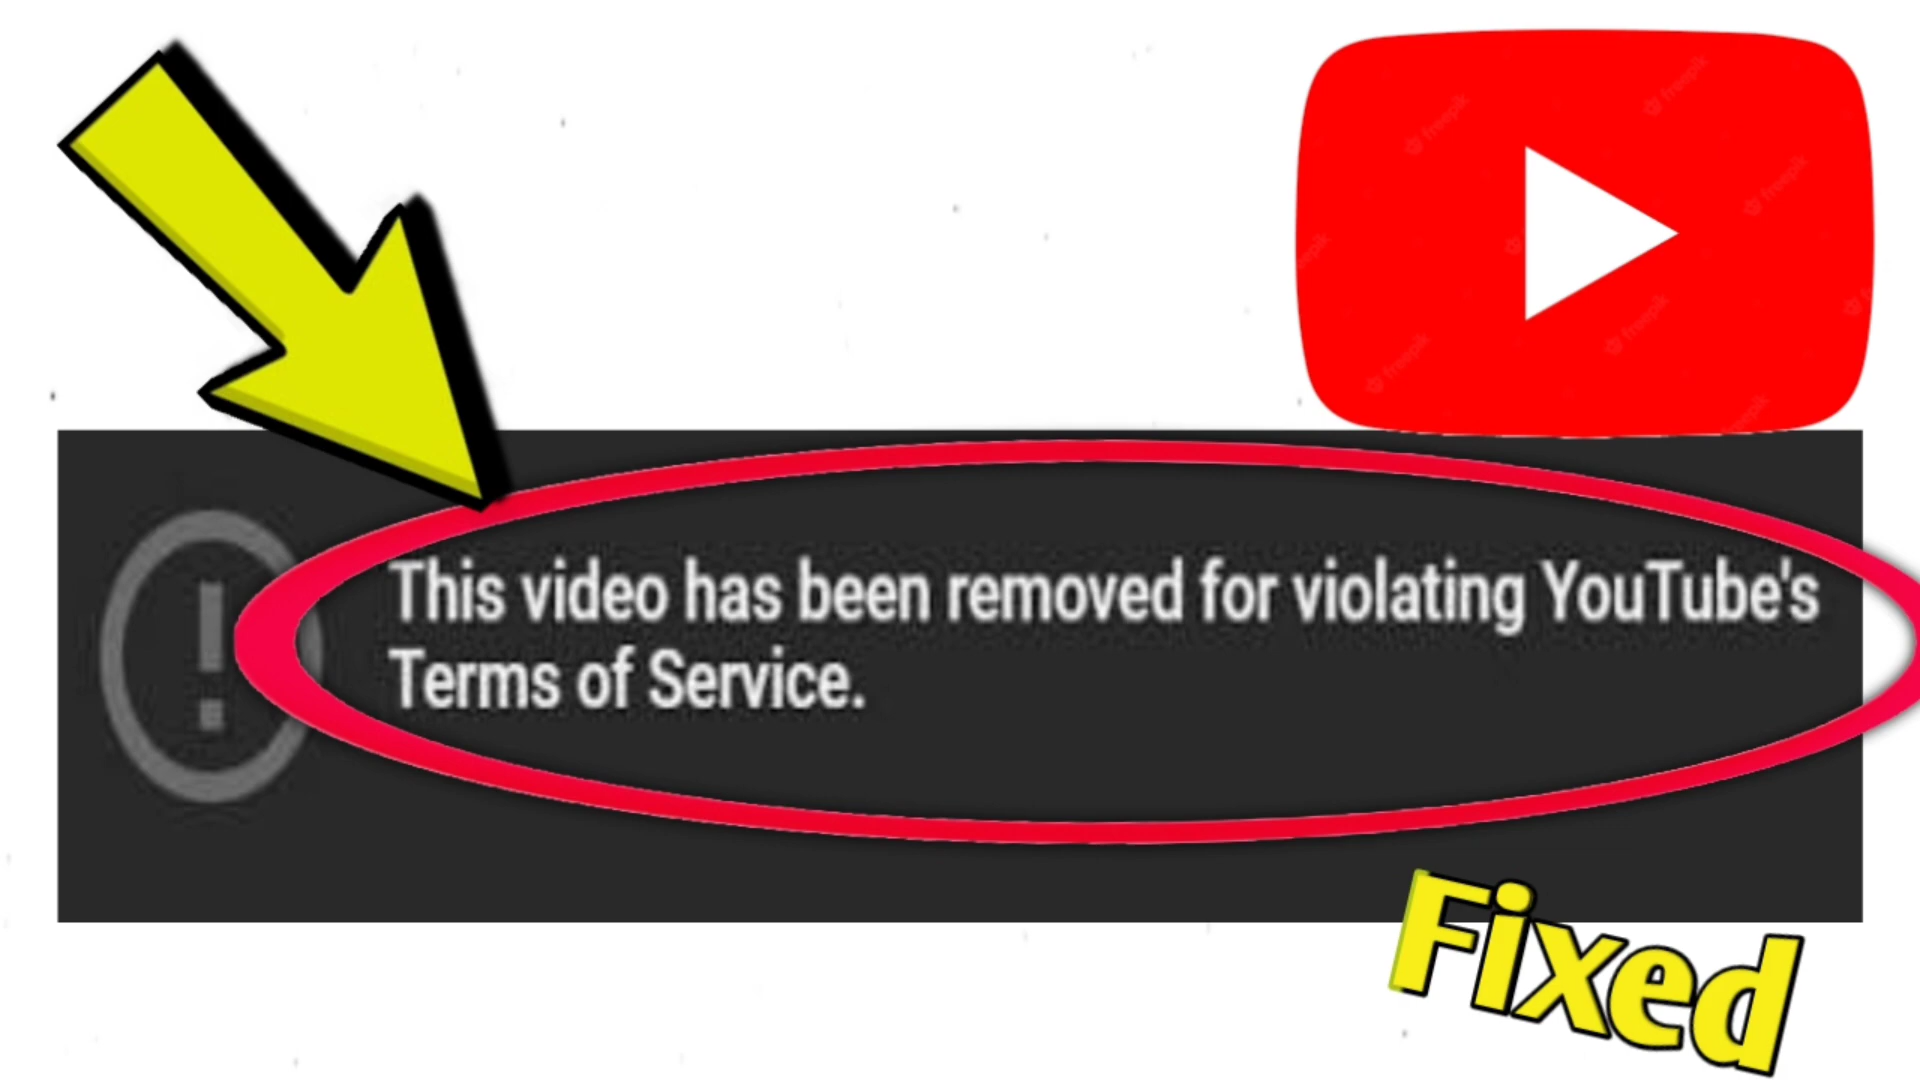 This video has been removed for violating YouTube's
Terms of Service.
Fixed